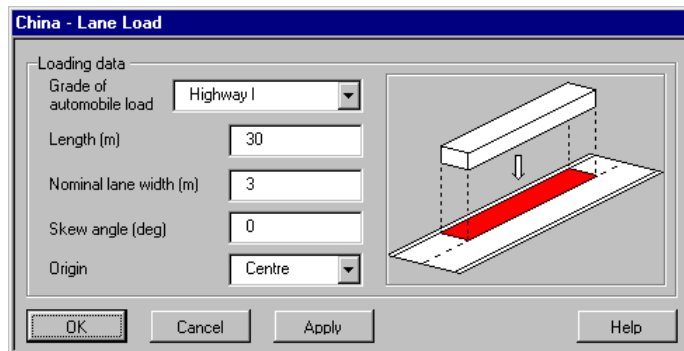 China - Lane Load
Loading data
Grade of
automobile load
Highway I
Length (m)
30
Nominal lane width (m)
3
Skew angle (deg)
0
Origin
Centre
OK
Cancel
Apply
Help